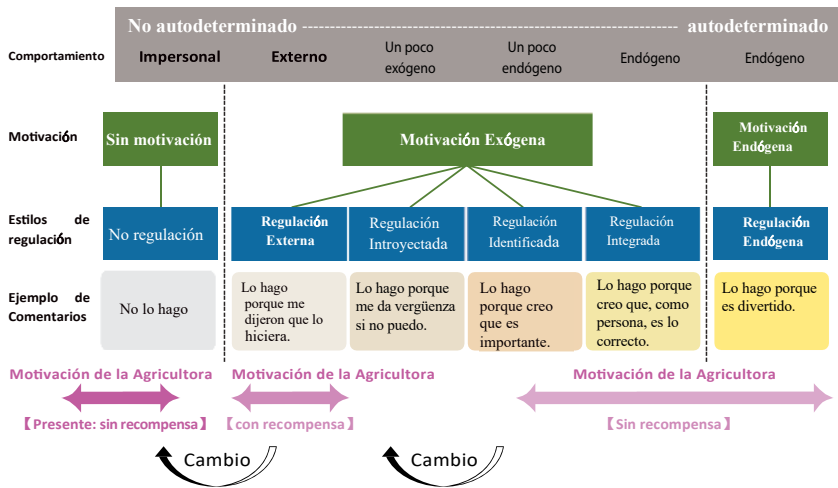 No autodeterminado ------------------------------------------------ autodeterminado
Comportamiento
Impersonal
Externo
Un poco
exógeno
Un poco
endógeno
Endógeno
Endógeno
Motivación
Sin motivación
Motivación Exógena
Motivación
Endógena
Estilos de
regulación
No regulación
Regulación
Externa
Regulación
Introyectada
Regulación
Identificada
Regulación
Integrada
Regulación
Endógena
Ejemplo de
Comentarios
No lo hago
Lo hago
porque me
dijeron que lo
hiciera.
Lo hago porque
me da vergüenza
si no puedo.
Lo hago
porque creo
que es
importante.
Lo hago porque
creo que, como
persona, es lo
correcto.
Lo hago porque
es divertido.
Motivación de la Agricultora
Motivación de la Agricultora
Motivación de la Agricultora
【Presente: sin recompensa】
【con recompensa】
【Sin recompensa】
Cambio
Cambio